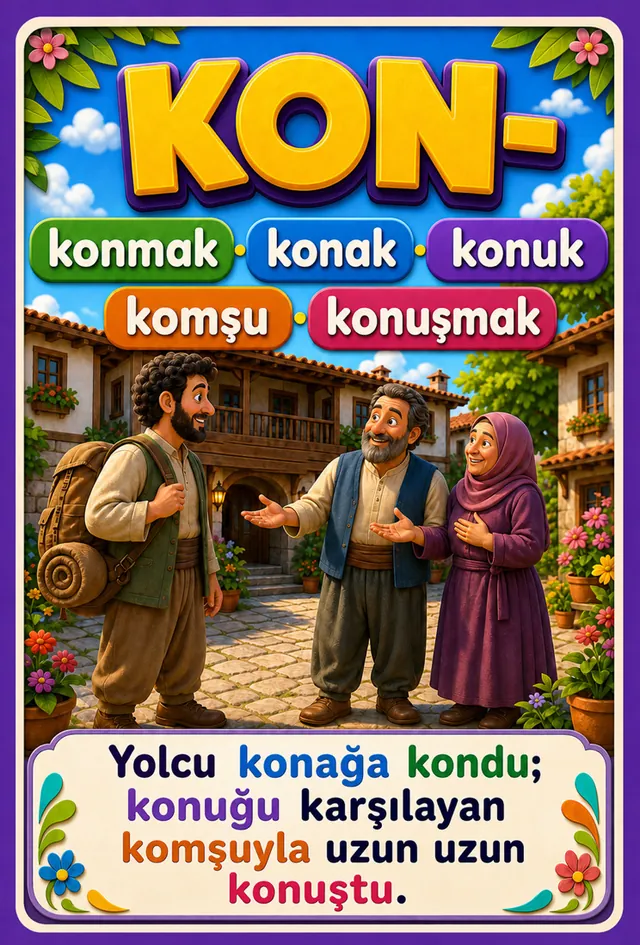 KON-
konmak • konak • konuk
komşu • konuşmak
Yolcu konağa kondu;
konuğu karşılayan
komşuyla uzun uzun
konuştu.